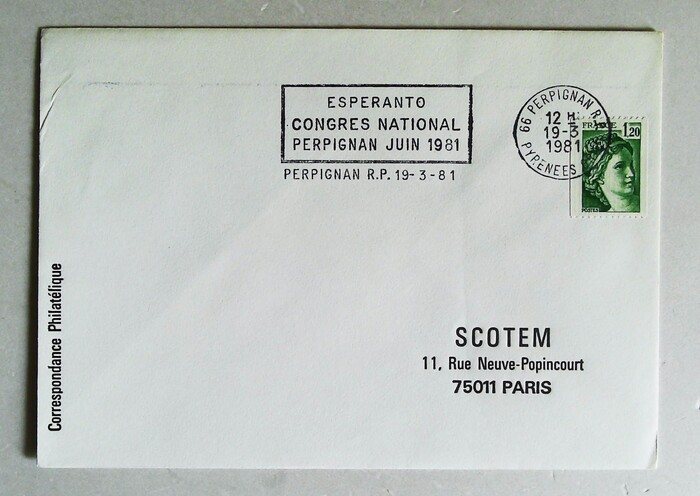 ESPERANTO
CONGRES NATIONAL
PERPIGNAN JUIN 1981
PERPIGNAN R.P. 19-3-81
66 PERPIGNAN R.
12 H
19-3
1981
PYRENEES
FRANCE 1,20
Correspondance Philatélique
SCOTEM
11, Rue Neuve-Popincourt
75011 PARIS